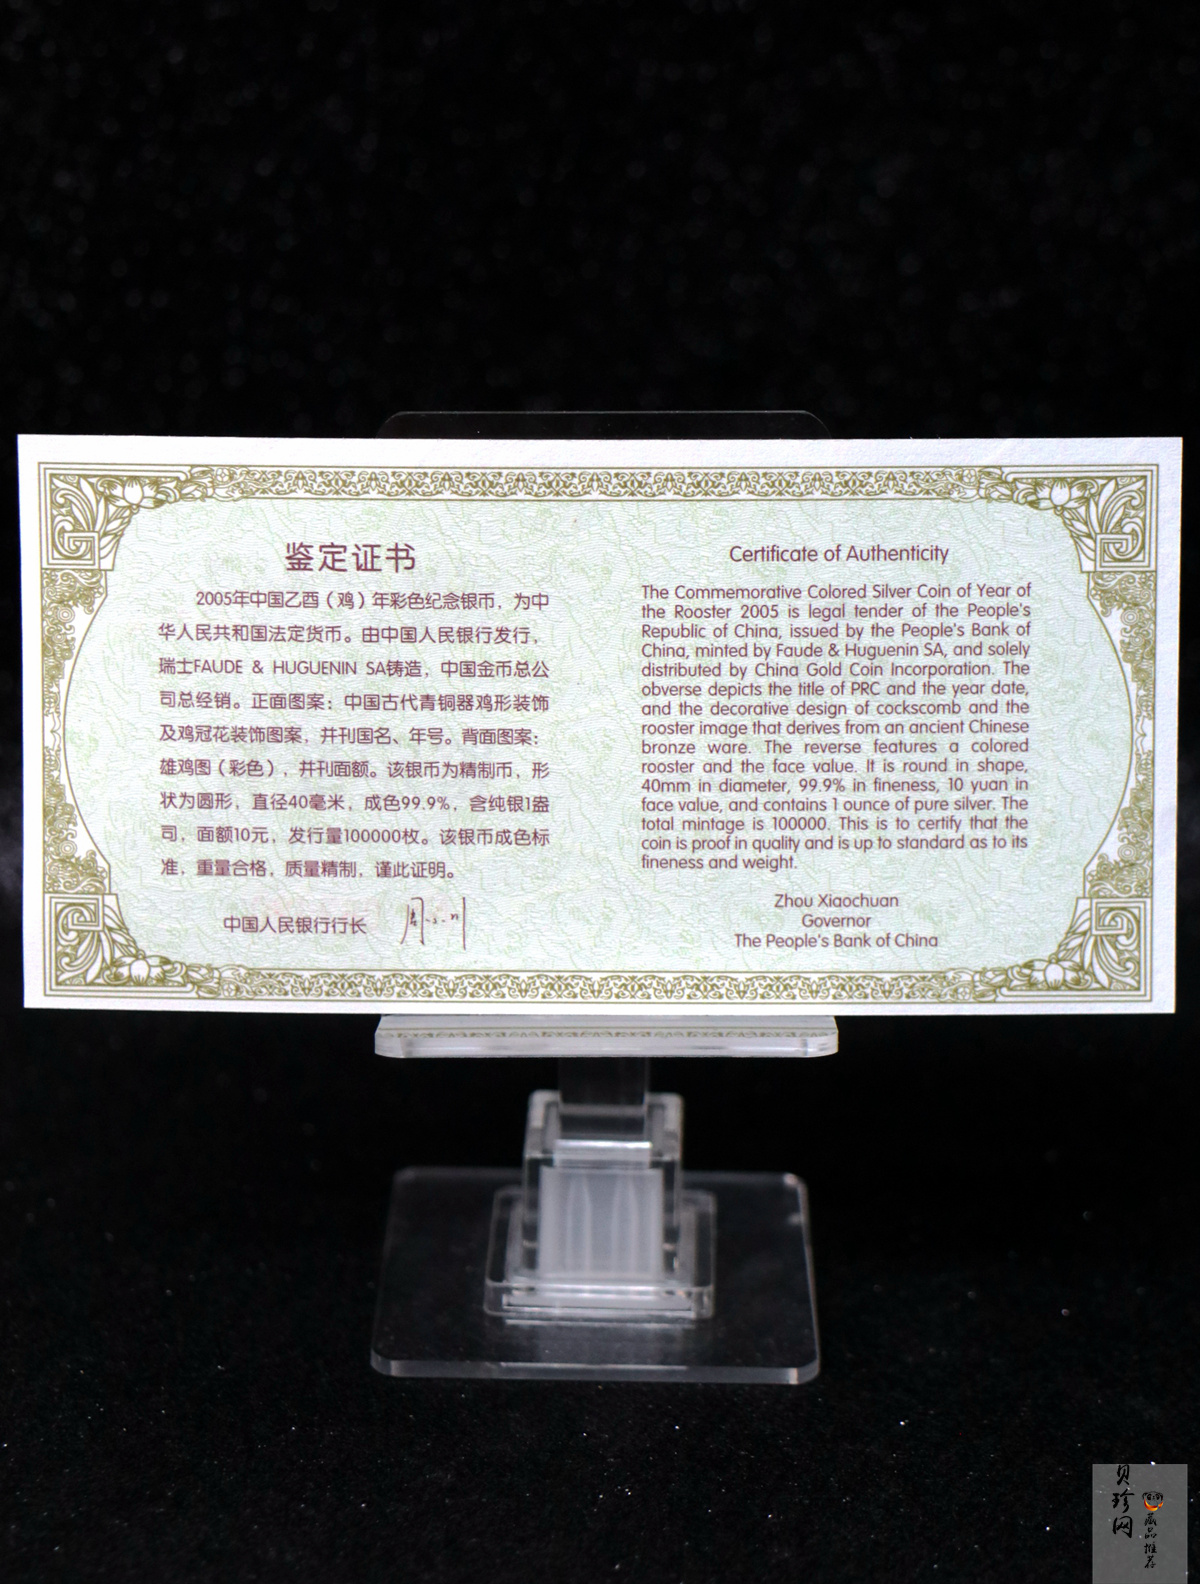 鉴定证书
2005年中国乙酉（鸡）年彩色纪念银币，为中
华人民共和国法定货币。由中国人民银行发行，
瑞士FAUDE & HUGUENIN SA铸造，中国金币总公
司总经销。正面图案：中国古代青铜器鸡形装饰
及鸡冠花装饰图案，并刊国名、年号。背面图案：
雄鸡图（彩色），并刊面额。该银币为精制币，形
状为圆形，直径40毫米，成色99.9%，含纯银1盎
司，面额10元，发行量100000枚。该银币成色标
准，重量合格，质量精制，谨此证明。
中国人民银行行长
Certificate of Authenticity
The Commemorative Colored Silver Coin of Year of
the Rooster 2005 is legal tender of the People's
Republic of China, issued by the People's Bank of
China, minted by Faude & Huguenin SA, and solely
distributed by China Gold Coin Incorporation. The
obverse depicts the title of PRC and the year date,
and the decorative design of cockscomb and the
rooster image that derives from an ancient Chinese
bronze ware. The reverse features a colored
rooster and the face value. It is round in shape,
40mm in diameter, 99.9% in fineness, 10 yuan in
face value, and contains 1 ounce of pure silver. The
total mintage is 100000. This is to certify that the
coin is proof in quality and is up to standard as to its
fineness and weight.
Zhou Xiaochuan
Governor
The People's Bank of China
贝珍网
藏品推荐